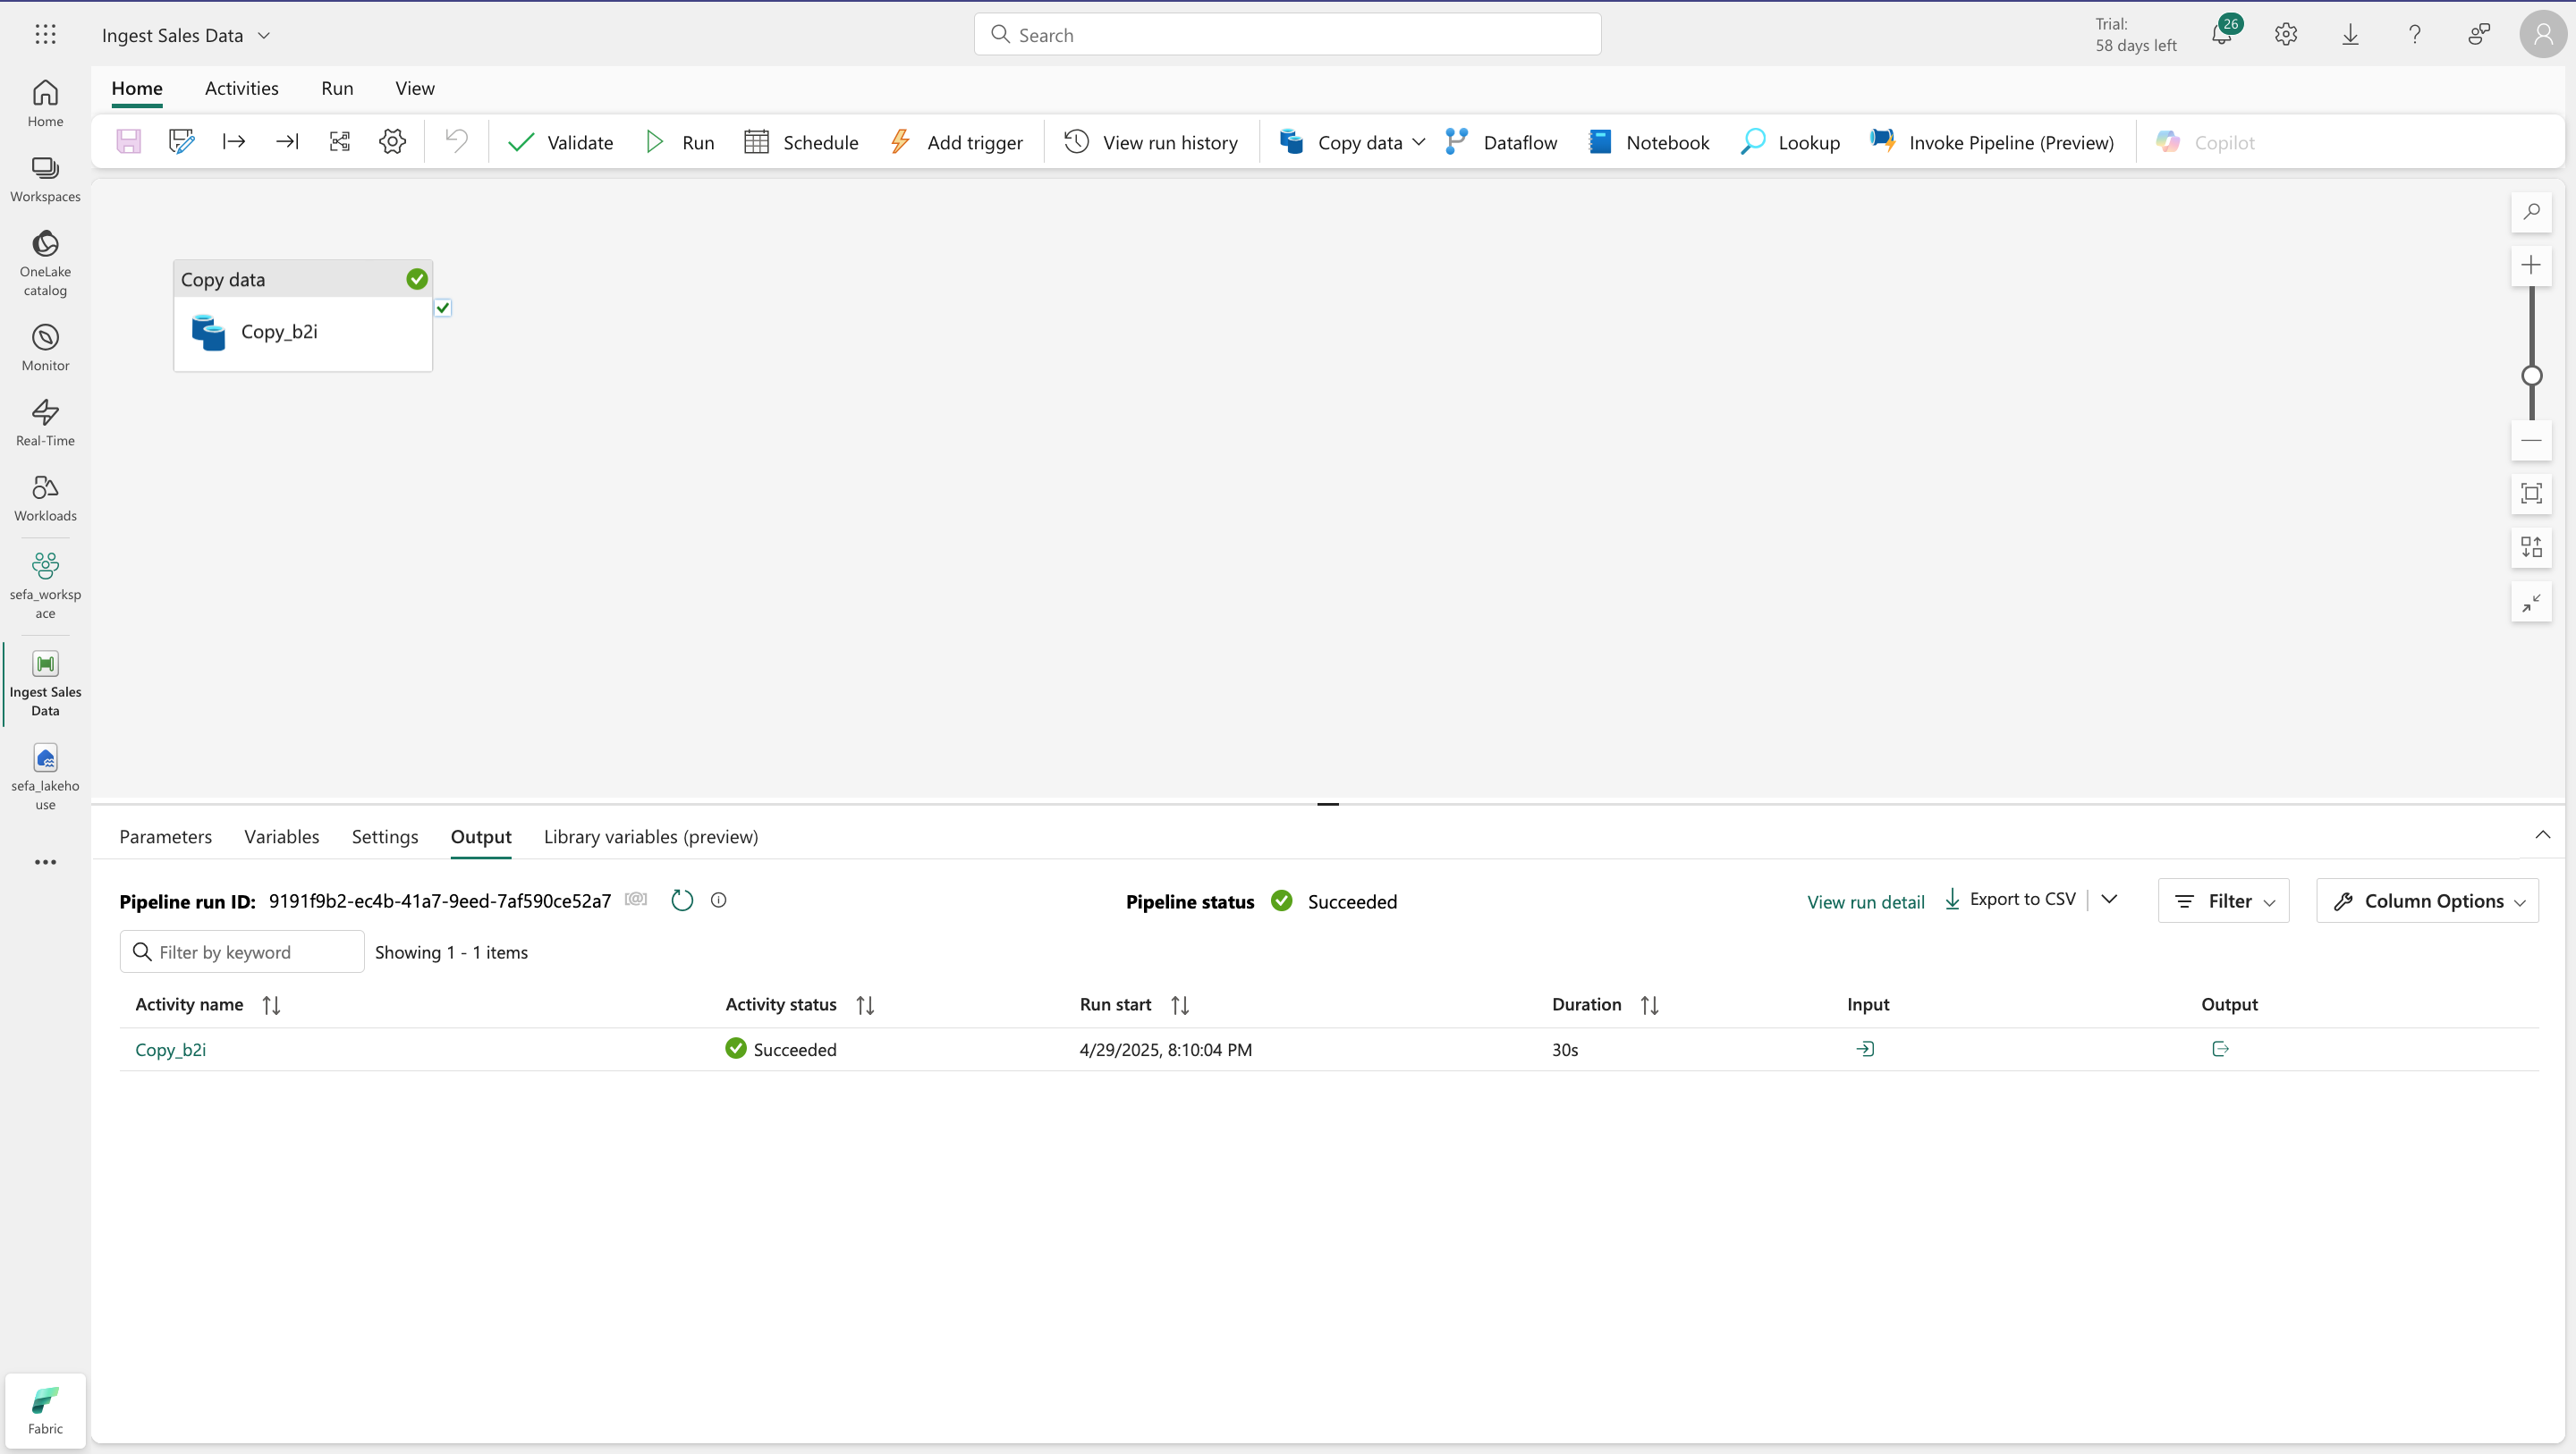 Ingest Sales Data
Search
Trial:
58 days left
26
Home
Activities
Run
View
Validate
Run
Schedule
Add trigger
View run history
Copy data
Dataflow
Notebook
Lookup
Invoke Pipeline (Preview)
Copilot
Home
Workspaces
OneLake
catalog
Monitor
Real-Time
Workloads
sefa_worksp
ace
Ingest Sales
Data
sefa_lakeho
use
Fabric
Copy data
Copy_b2i
Parameters
Variables
Settings
Output
Library variables (preview)
Pipeline run ID: 9191f9b2-ec4b-41a7-9eed-7af590ce52a7 [@]
Pipeline status Succeeded
View run detail
Export to CSV
Filter
Column Options
Filter by keyword
Showing 1 - 1 items
Activity name
Activity status
Run start
Duration
Input
Output
Copy_b2i
Succeeded
4/29/2025, 8:10:04 PM
30s